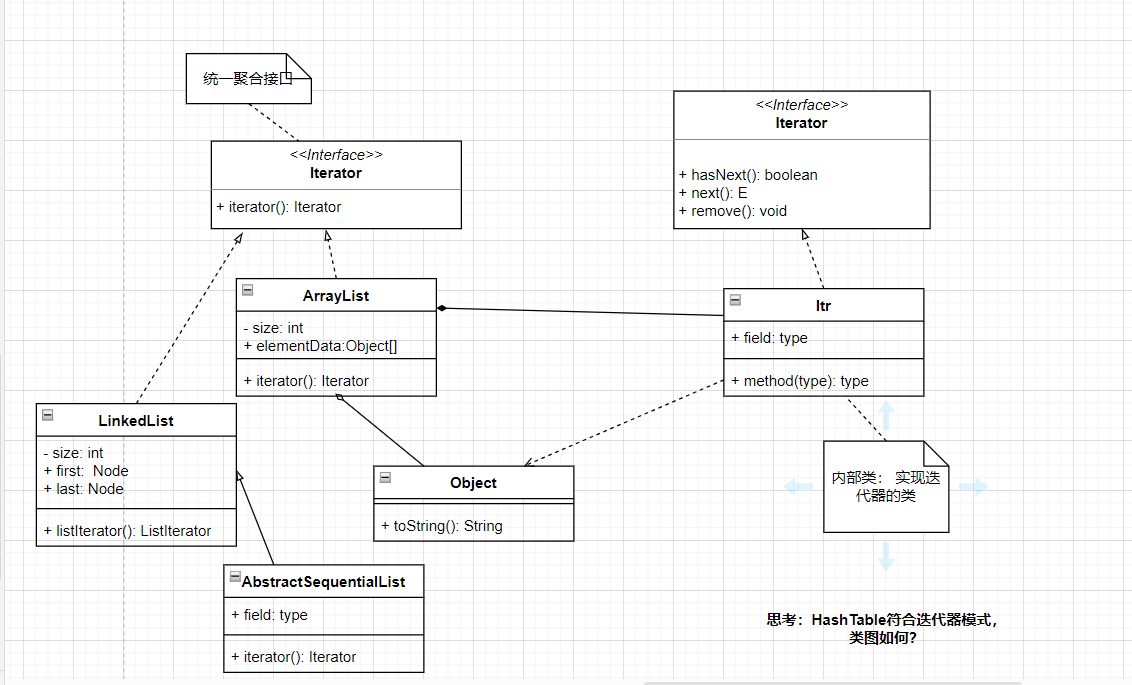 统一聚合接口
<<Interface>>
Iterator
+ iterator(): Iterator
<<Interface>>
Iterator
+ hasNext(): boolean
+ next(): E
+ remove(): void
ArrayList
- size: int
+ elementData:Object[]
+ iterator(): Iterator
Itr
+ field: type
+ method(type): type
LinkedList
- size: int
+ first:  Node
+ last: Node
+ listIterator(): ListIterator
Object
+ toString(): String
内部类： 实现迭
代器的类
AbstractSequentialList
+ field: type
+ iterator(): Iterator
思考：HashTable符合迭代器模式，
类图如何？